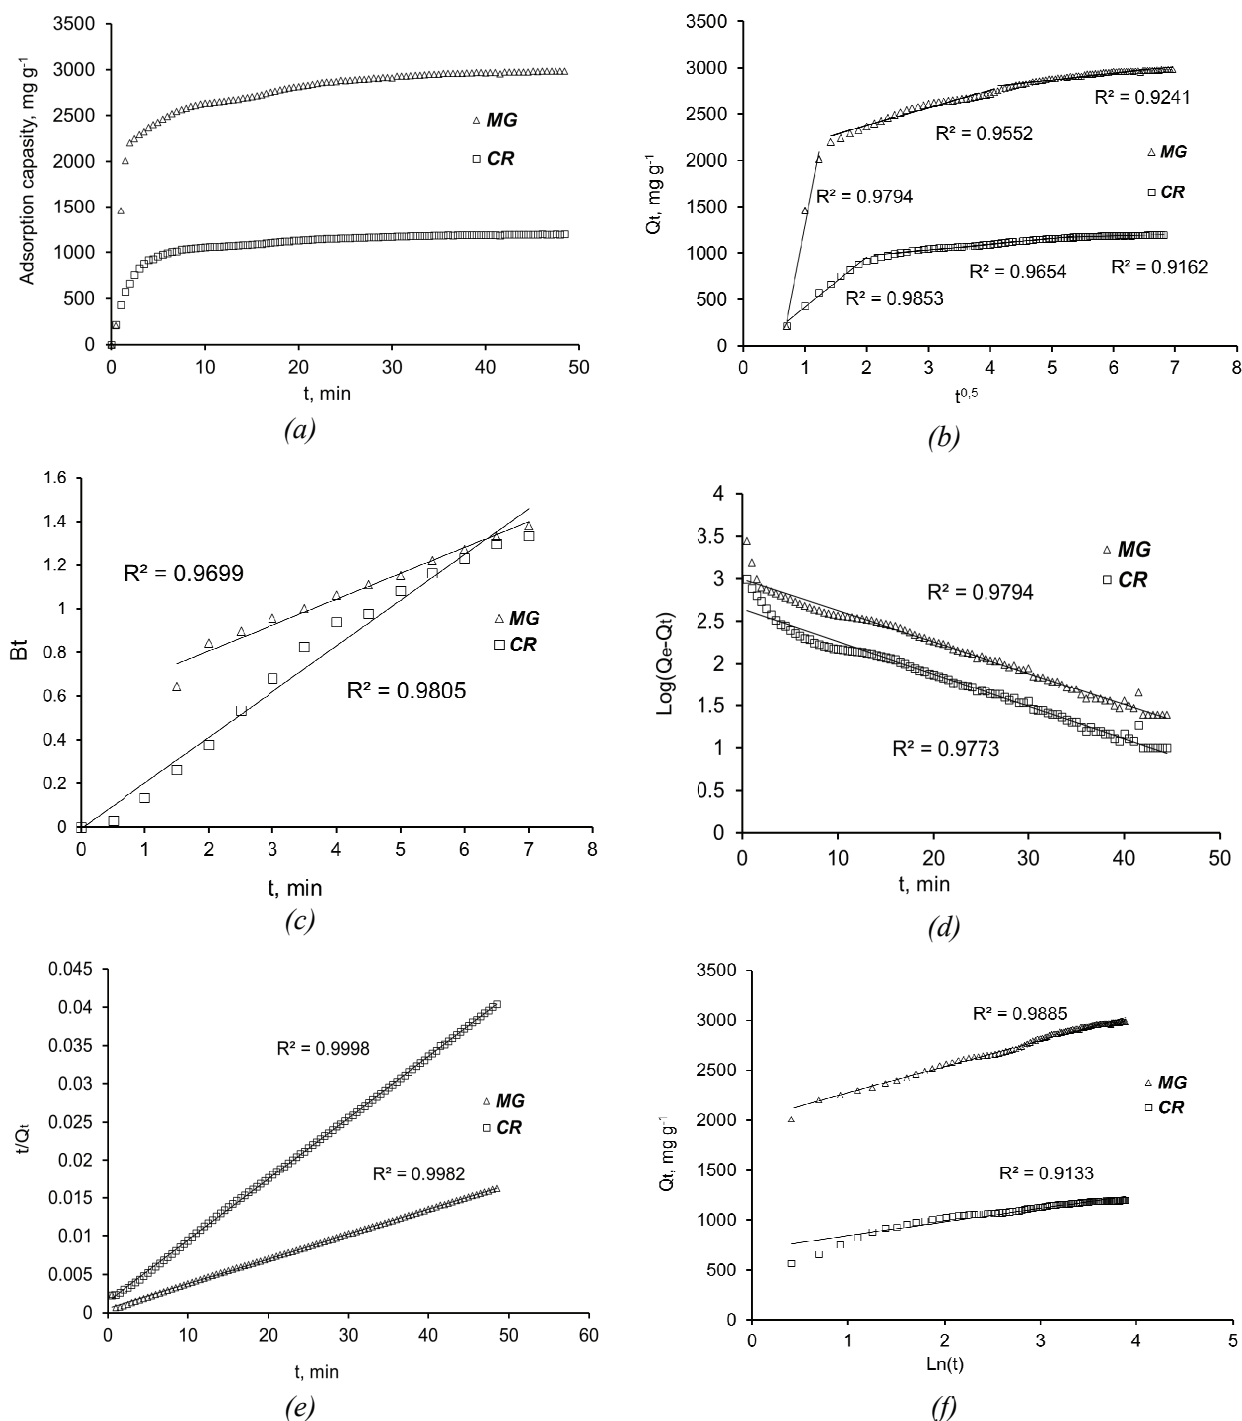 3500
3000
2500
2000
1500
1000
500
0
Adsorption capasity, mg g-1
MG
CR
0 10 20 30 40 50
t, min
(a)
3500
3000
2500
2000
1500
1000
500
0
Qt, mg g-1
R² = 0.9241
R² = 0.9552
MG
R² = 0.9794
CR
R² = 0.9654
R² = 0.9162
R² = 0.9853
0 1 2 3 4 5 6 7 8
t0,5
(b)
1.6
1.4
1.2
1
0.8
0.6
0.4
0.2
0
Bt
R² = 0.9699
MG
CR
R² = 0.9805
0 1 2 3 4 5 6 7 8
t, min
(c)
4
3.5
3
2.5
2
1.5
1
0.5
0
Log(Qe-Qt)
MG
CR
R² = 0.9794
R² = 0.9773
0 10 20 30 40 50
t, min
(d)
0.045
0.04
0.035
0.03
0.025
0.02
0.015
0.01
0.005
0
t/Qt
R² = 0.9998
MG
CR
R² = 0.9982
0 10 20 30 40 50 60
t, min
(e)
3500
3000
2500
2000
1500
1000
500
0
Qt, mg g-1
R² = 0.9885
MG
CR
R² = 0.9133
0 1 2 3 4 5
Ln(t)
(f)